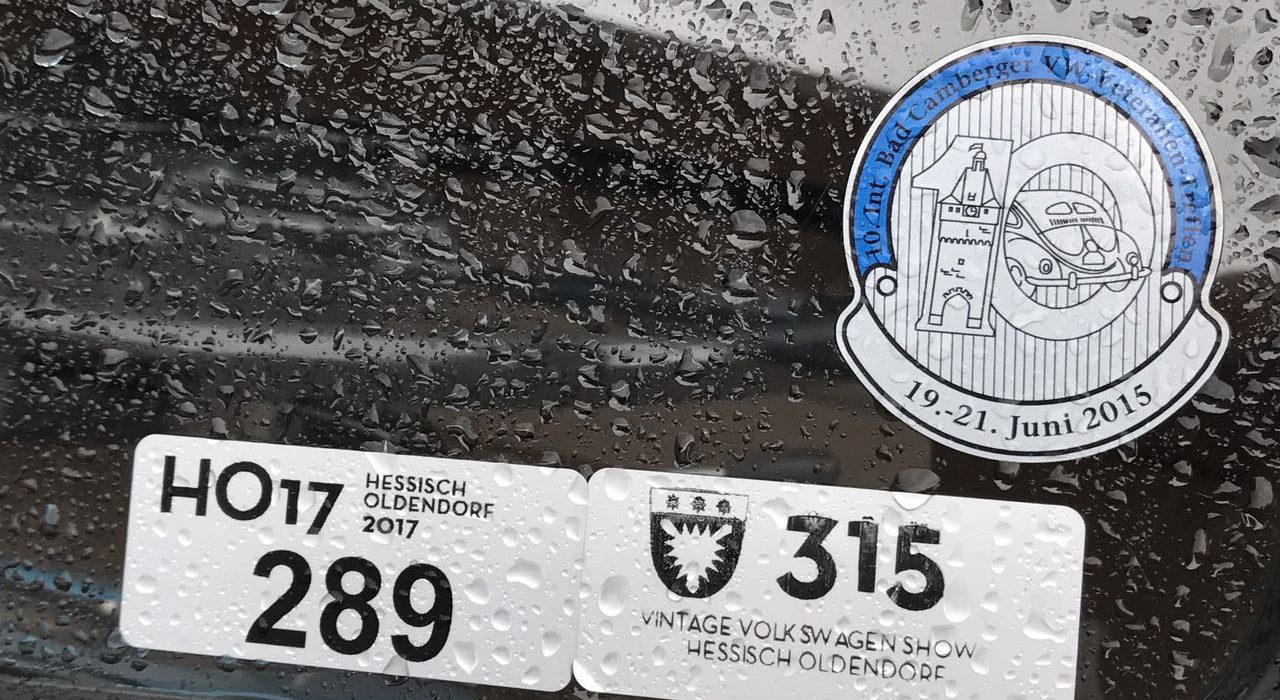 10. Int. Bad Camberger VW-Veteranen-Treffen
19.-21. Juni 2015
HO17
HESSISCH
OLDENDORF
2017
289
315
VINTAGE VOLKSWAGEN SHOW
HESSISCH OLDENDORF